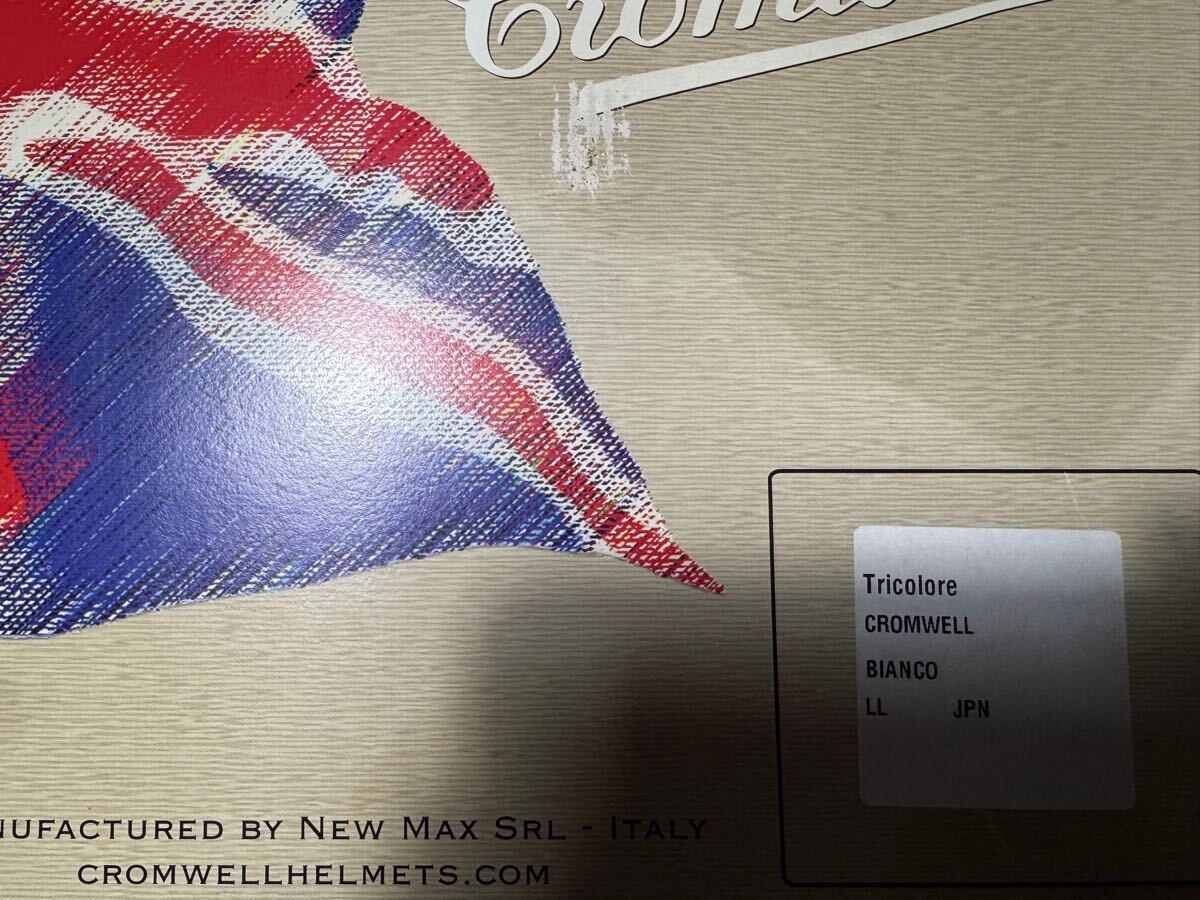 Tricolore
CROMWELL
BIANCO
LL JPN
NUFACTURED BY NEW MAX SRL - ITALY
CROMWELLHELMETS.COM